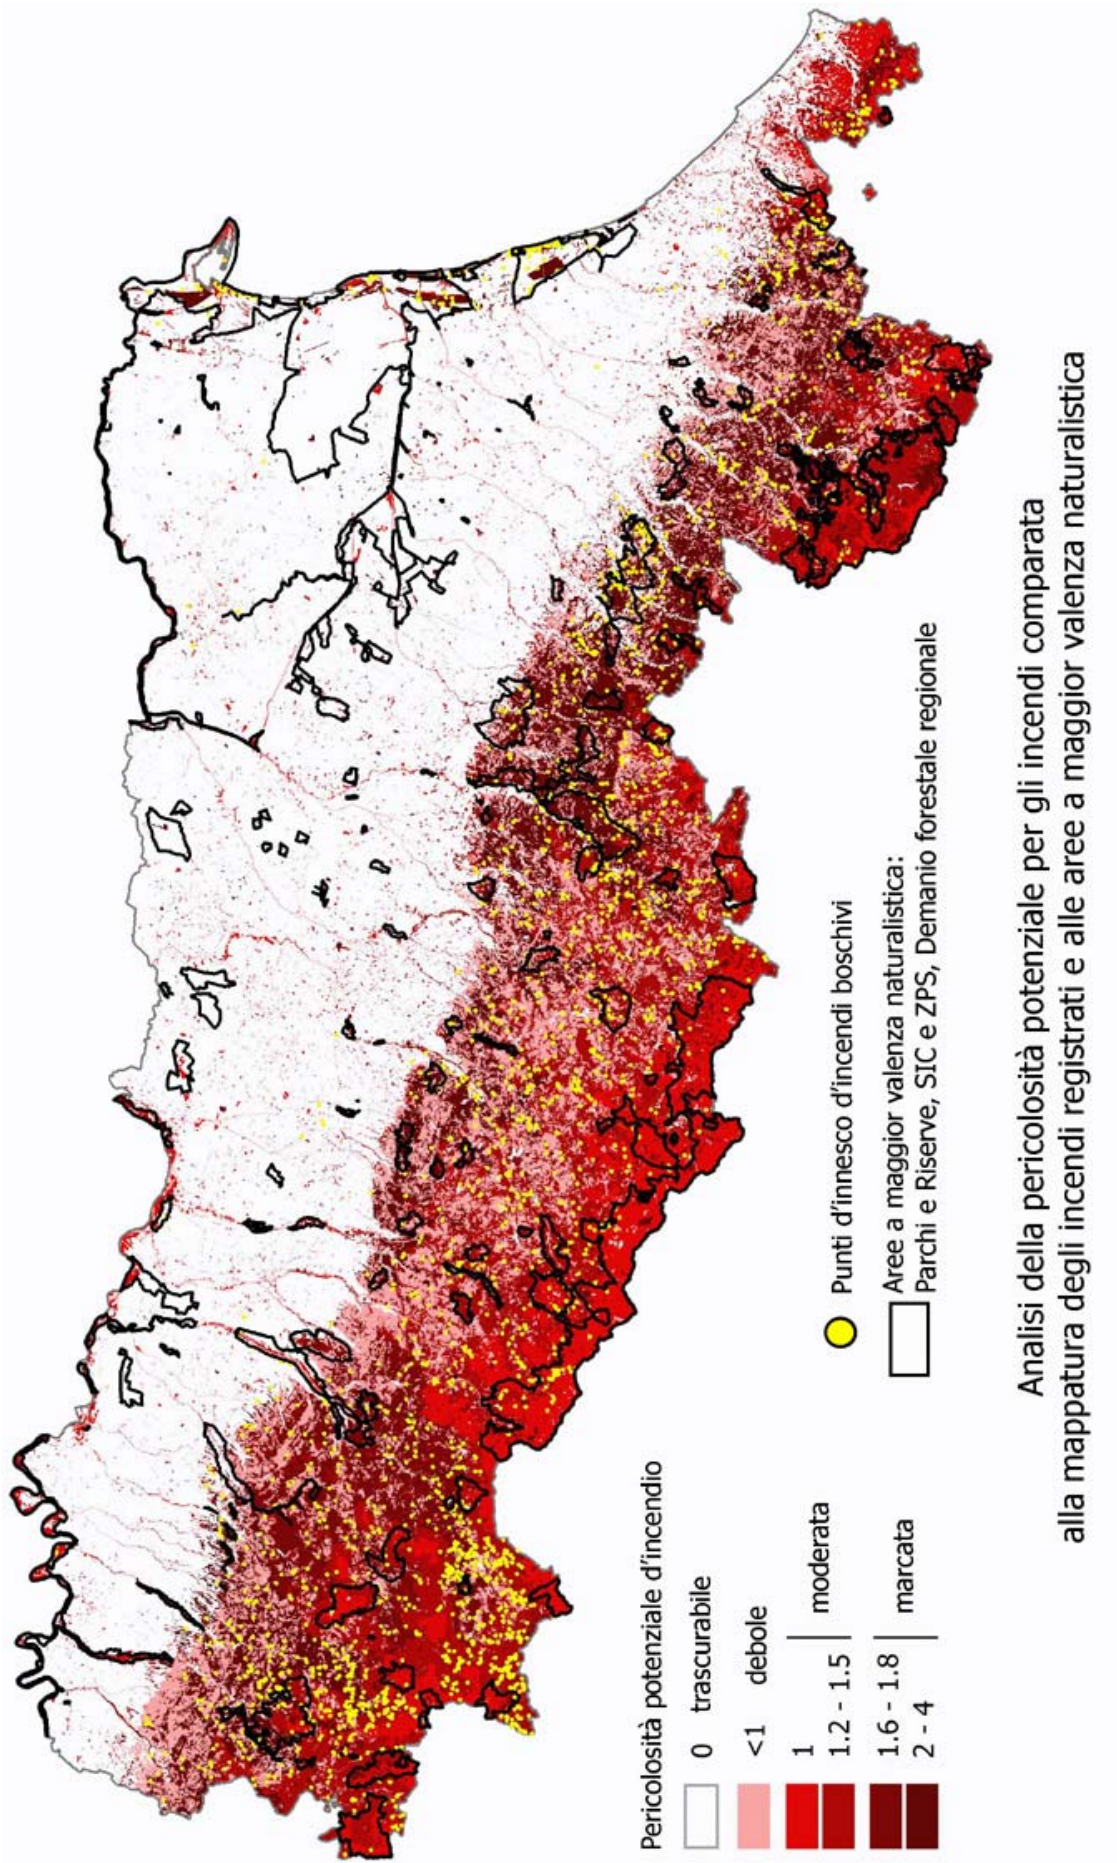 Pericolosità potenziale d'incendio
0 trascurabile
<1 debole
1
1.2 - 1.5
moderata
1.6 - 1.8
2 - 4
marcata
Punti d'innesco d'incendi boschivi
Aree a maggior valenza naturalistica:
Parchi e Riserve, SIC e ZPS, Demanio forestale regionale
Analisi della pericolosità potenziale per gli incendi comparata
alla mappatura degli incendi registrati e alle aree a maggior valenza naturalistica